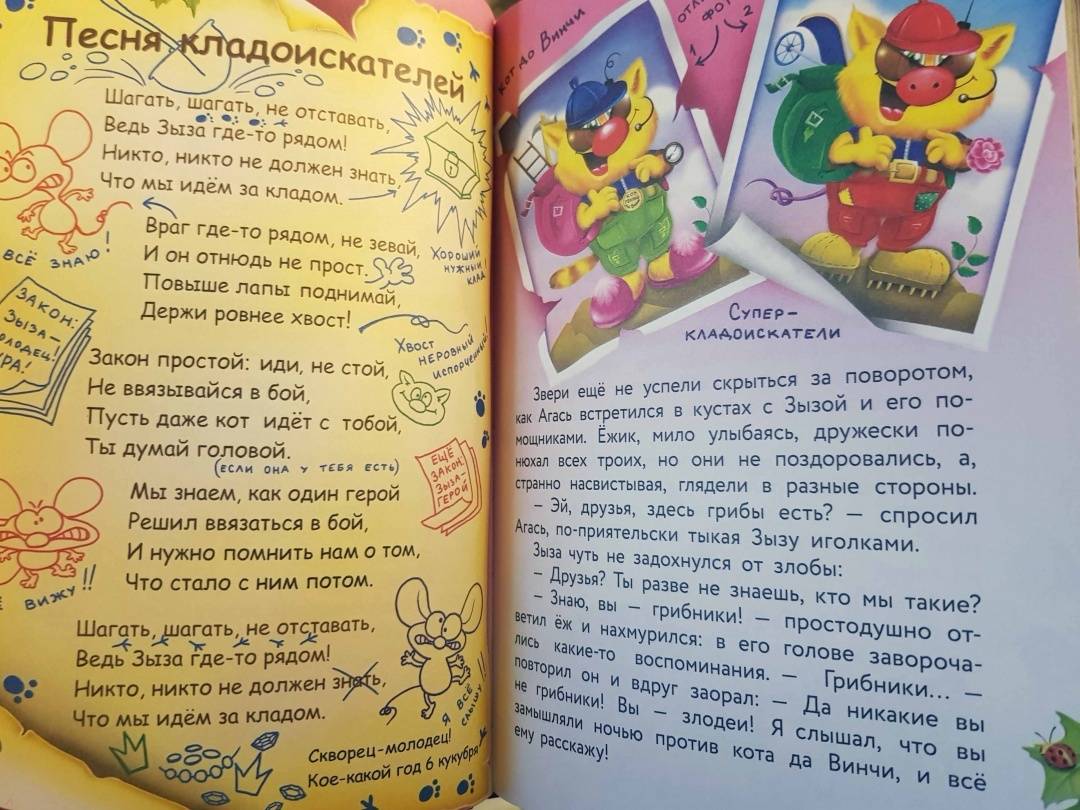 Песня кладоискателей
Шагать, шагать, не отставать,
Ведь Зыза где-то рядом!
Никто, никто не должен знать,
Что мы идём за кладом.
ВСЁ ЗНАЮ!
Враг где-то рядом, не зевай,
И он отнюдь не прост.
Повыше лапы поднимай,
Держи ровнее хвост!
ХОРОШИЙ
НУЖНЫЙ
КЛАД
ЗАКОН:
ЗЫЗА-
ХВОСТ
НЕРОВНЫЙ
ИСПОРЧЕННЫЙ!
Закон простой: иди, не стой,
Не ввязывайся в бой,
Пусть даже кот идёт с тобой,
Ты думай головой.
(ЕСЛИ ОНА У ТЕБЯ ЕСТЬ)
ЕЩЁ
ЗАКОН:
ЗЫЗА-
ГЕРОЙ
Мы знаем, как один герой
Решил ввязаться в бой,
И нужно помнить нам о том,
Что стало с ним потом.
ВИЖУ!!
Шагать, шагать, не отставать,
Ведь Зыза где-то рядом!
Никто, никто не должен знать,
Что мы идём за кладом.
Я ВСЁ
СЛЫШУ!!
Скворец-молодец!
Кое-какой год 6 кукубря
КОТ ДА ВИНЧИ
1
2
СУПЕР-
КЛАДОИСКАТЕЛИ
Звери ещё не успели скрыться за поворотом,
как Агась встретился в кустах с Зызой и его по-
мощниками. Ёжик, мило улыбаясь, дружески по-
нюхал всех троих, но они не поздоровались, а,
странно насвистывая, глядели в разные стороны.
– Эй, друзья, здесь грибы есть? – спросил
Агась, по-приятельски тыкая Зызу иголками.
Зыза чуть не задохнулся от злобы:
– Друзья? Ты разве не знаешь, кто мы такие?
– Знаю, вы – грибники! – простодушно от-
ветил ёж и нахмурился: в его голове завороча-
лись какие-то воспоминания. – Грибники... –
повторил он и вдруг заорал: – Да никакие вы
не грибники! Вы – злодеи! Я слышал, что вы
замышляли ночью против кота да Винчи, и всё
ему расскажу!